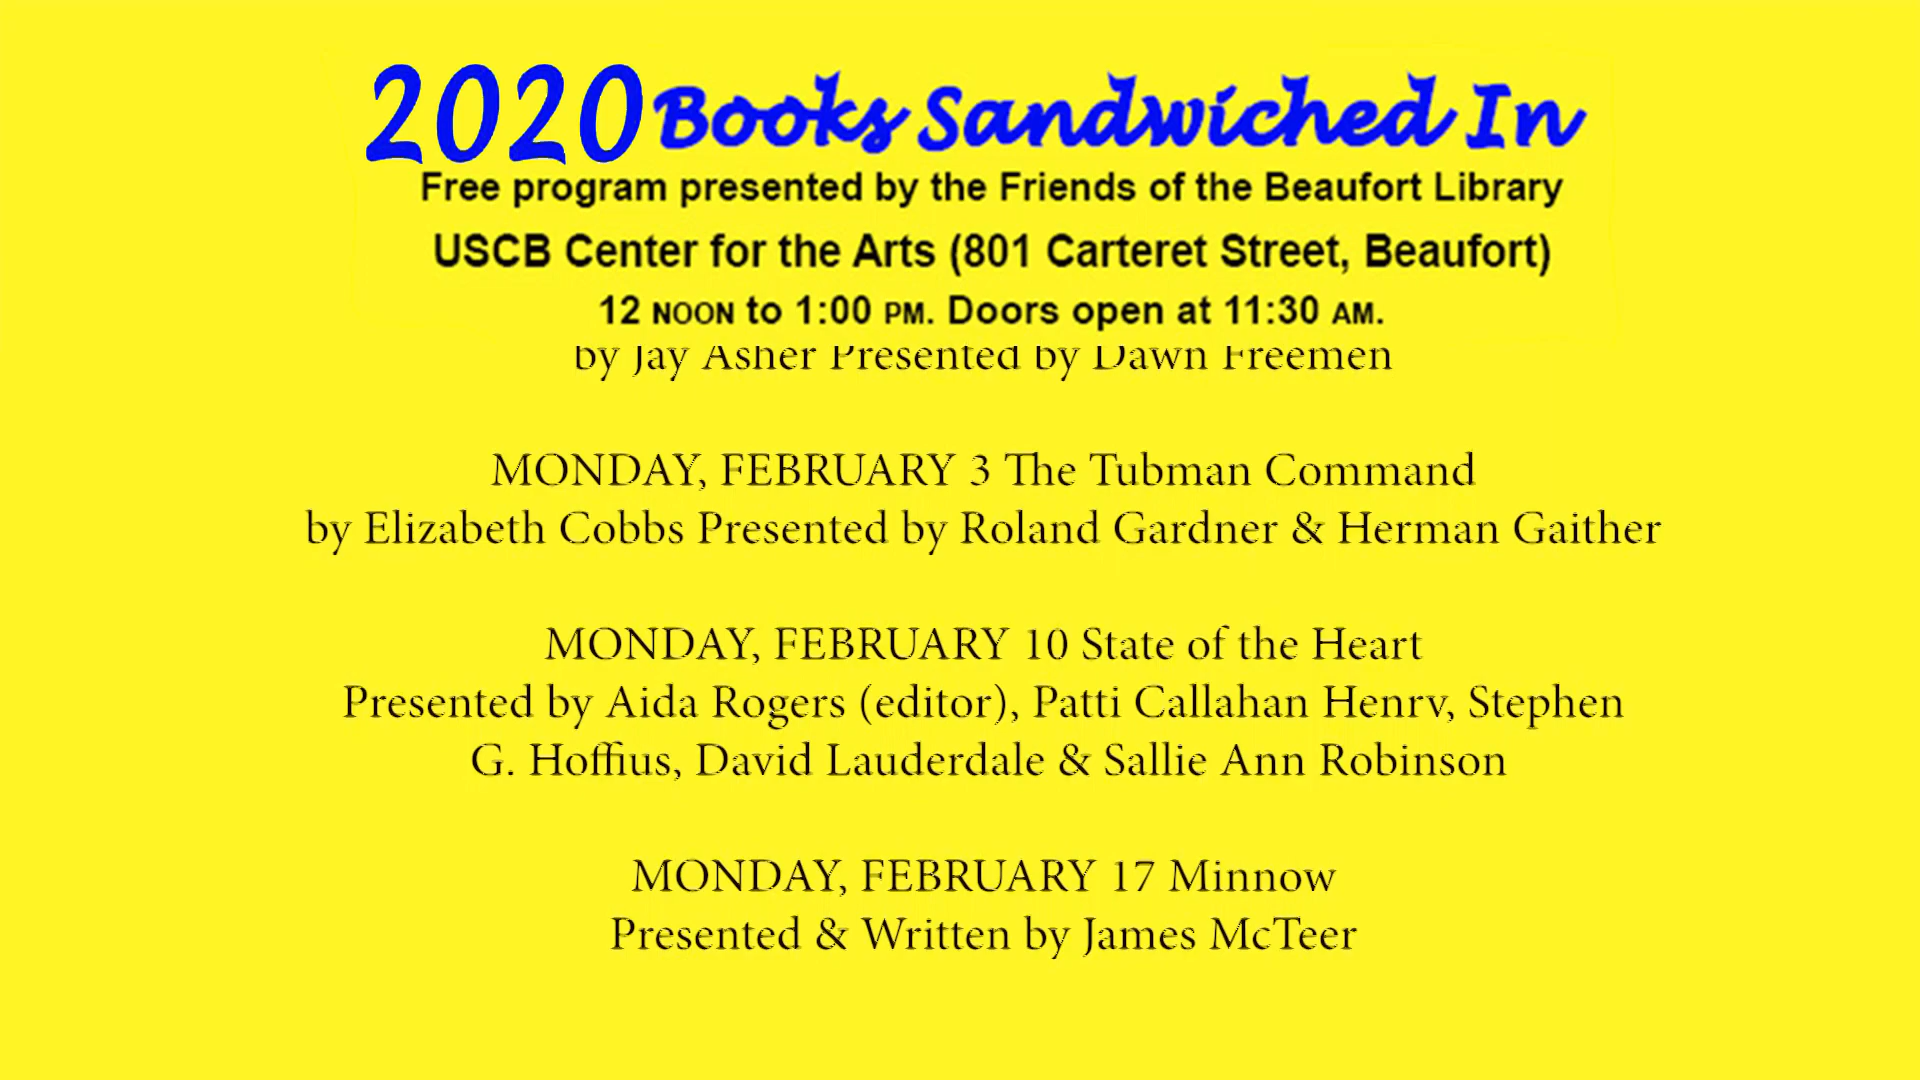 2020 Books Sandwiched In
Free program presented by the Friends of the Beaufort Library
USCB Center for the Arts (801 Carteret Street, Beaufort)
12 NOON to 1:00 PM. Doors open at 11:30 AM.
by Jay Asher Presented by Dawn Freemen
MONDAY, FEBRUARY 3 The Tubman Command
by Elizabeth Cobbs Presented by Roland Gardner & Herman Gaither
MONDAY, FEBRUARY 10 State of the Heart
Presented by Aida Rogers (editor), Patti Callahan Henrv, Stephen
G. Hoffius, David Lauderdale & Sallie Ann Robinson
MONDAY, FEBRUARY 17 Minnow
Presented & Written by James McTeer